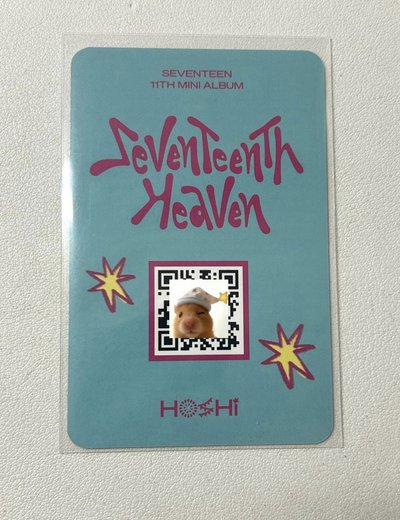 SEVENTEEN
11TH MINI ALBUM
SEVENTEENTH
HEAVEN
HOSHI